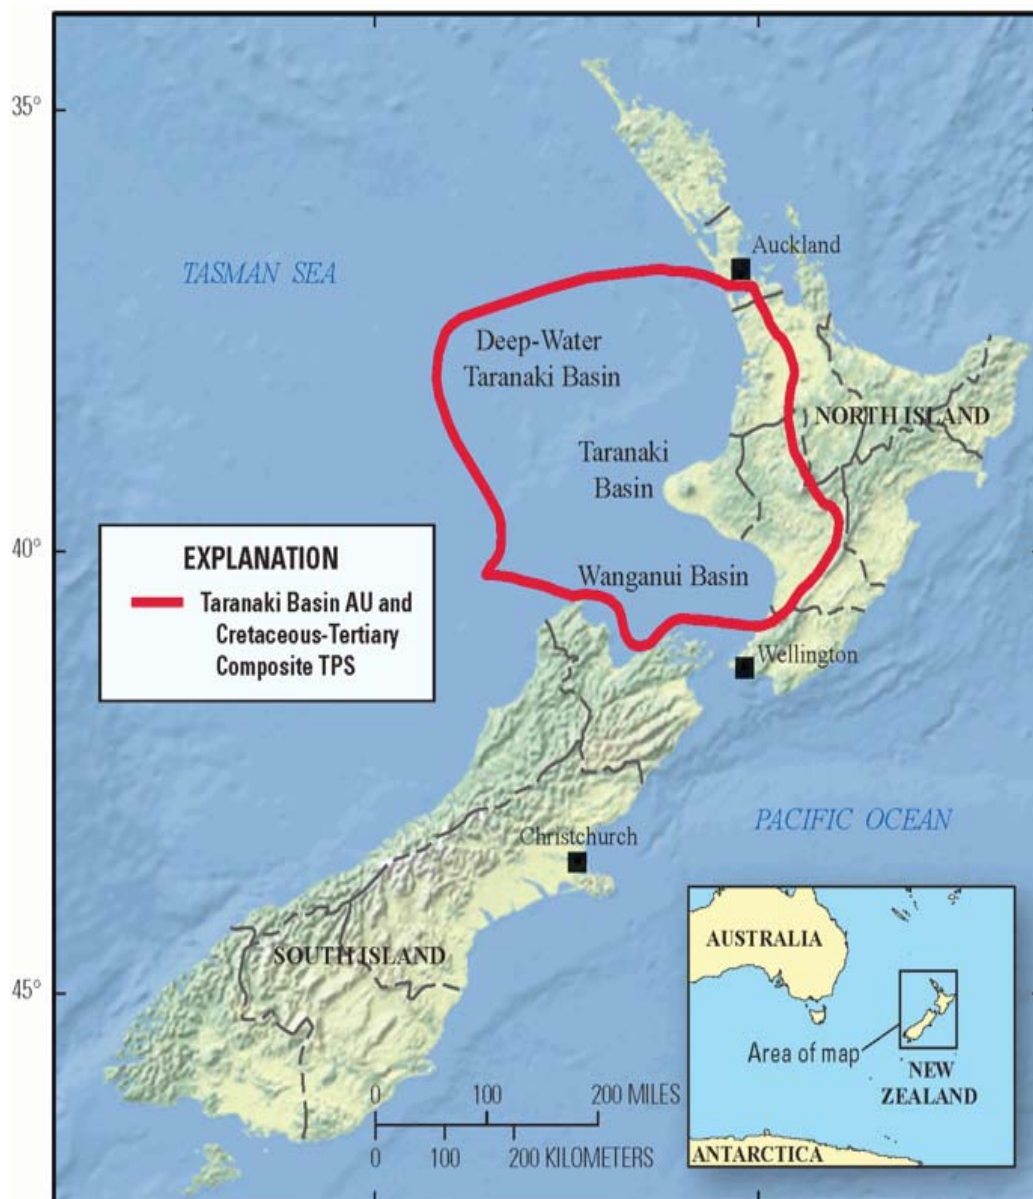 35°
Auckland
TASMAN SEA
Deep-Water
Taranaki Basin
NORTH ISLAND
Taranaki
Basin
40°
EXPLANATION
Taranaki Basin AU and
Cretaceous-Tertiary
Composite TPS
Wanganui Basin
Wellington
PACIFIC OCEAN
Christchurch
SOUTH ISLAND
45°
AUSTRALIA
Area of map
NEW
ZEALAND
ANTARCTICA
0 100 200 MILES
0 100 200 KILOMETERS